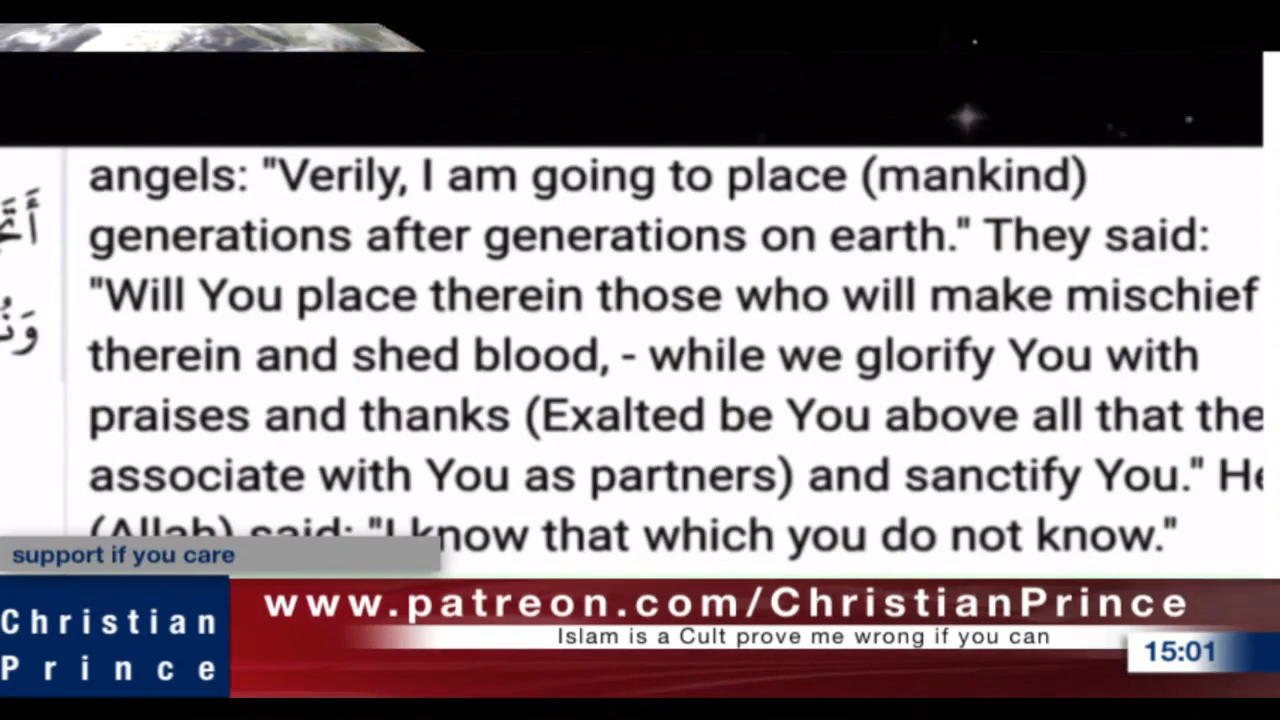 angels: "Verily, I am going to place (mankind)
generations after generations on earth." They said:
"Will You place therein those who will make mischief
therein and shed blood, - while we glorify You with
praises and thanks (Exalted be You above all that the
associate with You as partners) and sanctify You." He
(Allah) said: "I know that which you do not know."
support if you care
Christian
Prince
www.patreon.com/ChristianPrince
Islam is a Cult prove me wrong if you can
15:01